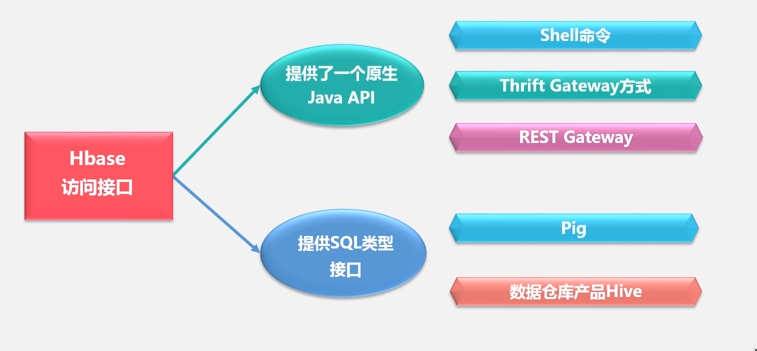 Hbase
访问接口
提供了一个原生
Java API
Shell命令
Thrift Gateway方式
REST Gateway
提供SQL类型
接口
Pig
数据仓库产品Hive